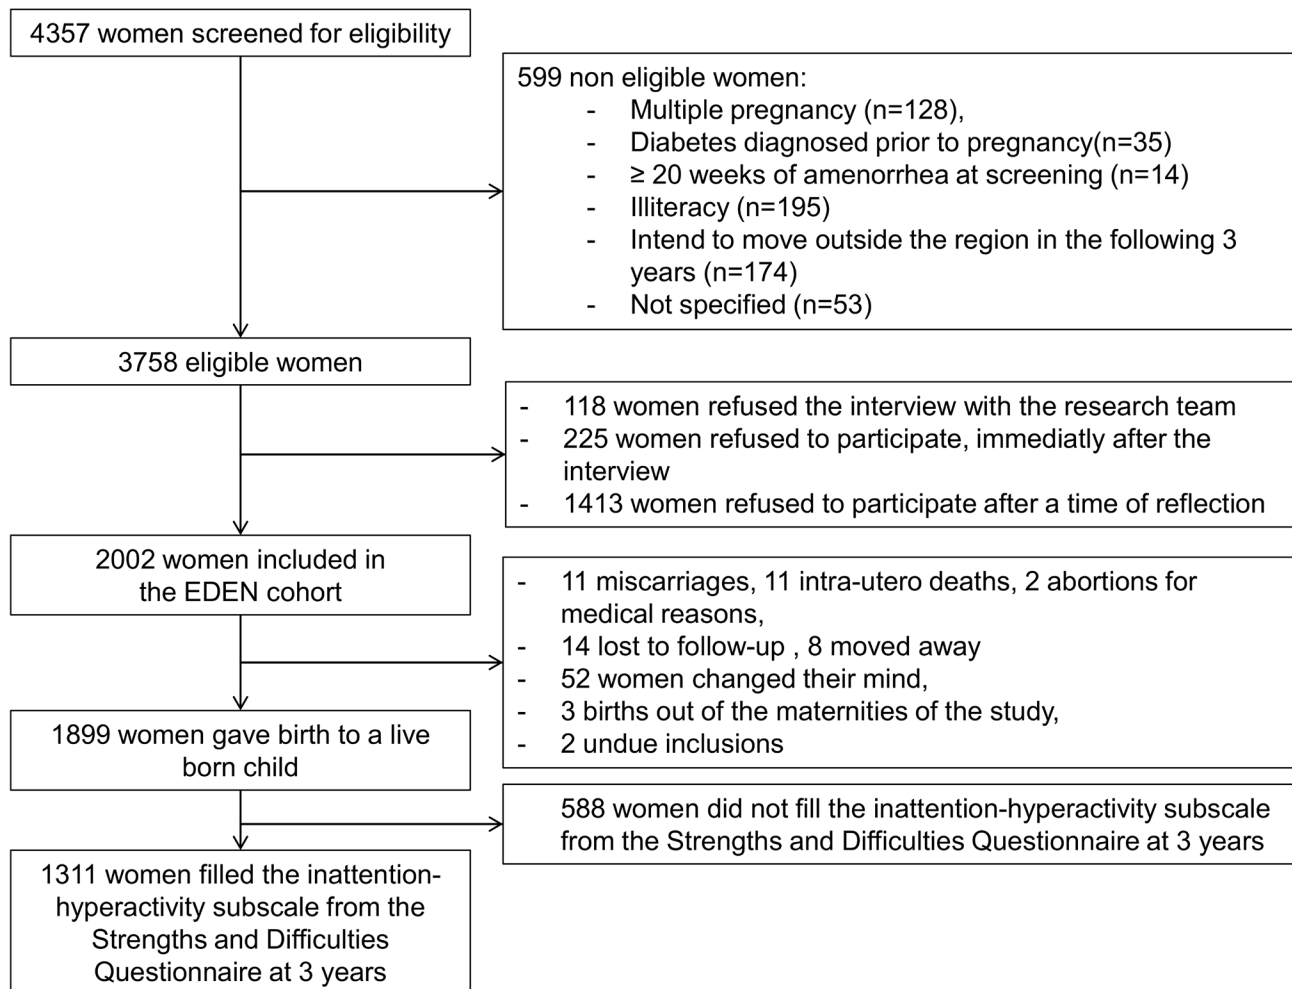 4357 women screened for eligibility
599 non eligible women:
- Multiple pregnancy (n=128),
- Diabetes diagnosed prior to pregnancy(n=35)
- ≥ 20 weeks of amenorrhea at screening (n=14)
- Illiteracy (n=195)
- Intend to move outside the region in the following 3
years (n=174)
- Not specified (n=53)
3758 eligible women
- 118 women refused the interview with the research team
- 225 women refused to participate, immediatly after the
interview
- 1413 women refused to participate after a time of reflection
2002 women included in
the EDEN cohort
- 11 miscarriages, 11 intra-utero deaths, 2 abortions for
medical reasons,
- 14 lost to follow-up , 8 moved away
- 52 women changed their mind,
- 3 births out of the maternities of the study,
- 2 undue inclusions
1899 women gave birth to a live
born child
588 women did not fill the inattention-hyperactivity subscale
from the Strengths and Difficulties Questionnaire at 3 years
1311 women filled the inattention-
hyperactivity subscale from the
Strengths and Difficulties
Questionnaire at 3 years